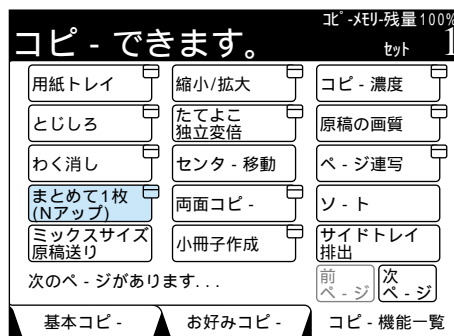 コピ-メモリ-残量100%
コピ-できます。 セット 1
用紙トレイ 縮小/拡大 コピ-濃度
とじしろ たてよこ
独立変倍 原稿の画質
わく消し センタ-移動 ペ-ジ連写
まとめて1枚
(Nアップ) 両面コピ- ソ-ト
ミックスサイズ
原稿送り 小冊子作成 サイドトレイ
排出
次のペ-ジがあります... 前
ペ-ジ 次
ペ-ジ
基本コピ- お好みコピ- コピ-機能一覧